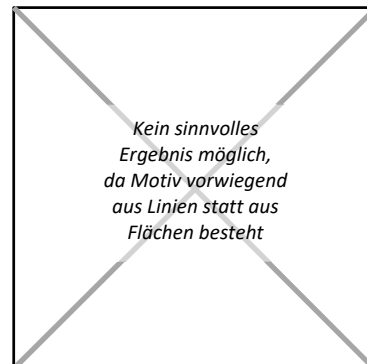 Kein sinnvolles
Ergebnis möglich,
da Motiv vorwiegend
aus Linien statt aus
Flächen besteht